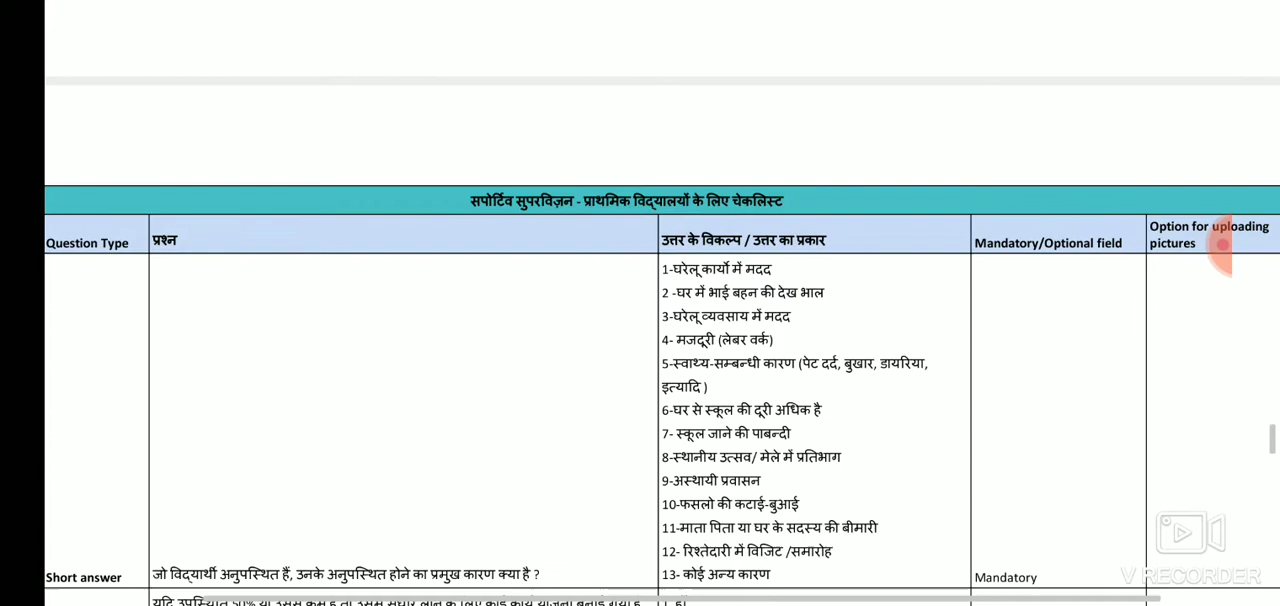 सपोर्टिव सुपरविज़न - प्राथमिक विद्यालयों के लिए चेकलिस्ट
Question Type
प्रश्न
उत्तर के विकल्प / उत्तर का प्रकार
Mandatory/Optional field
Option for uploading
pictures
1-घरेलू कार्यो में मदद
2 -घर में भाई बहन की देख भाल
3-घरेलू व्यवसाय में मदद
4- मजदूरी (लेबर वर्क)
5-स्वाथ्य-सम्बन्धी कारण (पेट दर्द, बुखार, डायरिया,
इत्यादि )
6-घर से स्कूल की दूरी अधिक है
7- स्कूल जाने की पाबन्दी
8-स्थानीय उत्सव/ मेले में प्रतिभाग
9-अस्थायी प्रवासन
10-फसलो की कटाई-बुआई
11-माता पिता या घर के सदस्य की बीमारी
12- रिश्तेदारी में विजिट /समारोह
Short answer
जो विद्यार्थी अनुपस्थित हैं, उनके अनुपस्थित होने का प्रमुख कारण क्या है ?
13- कोई अन्य कारण
Mandatory
V RECORDER